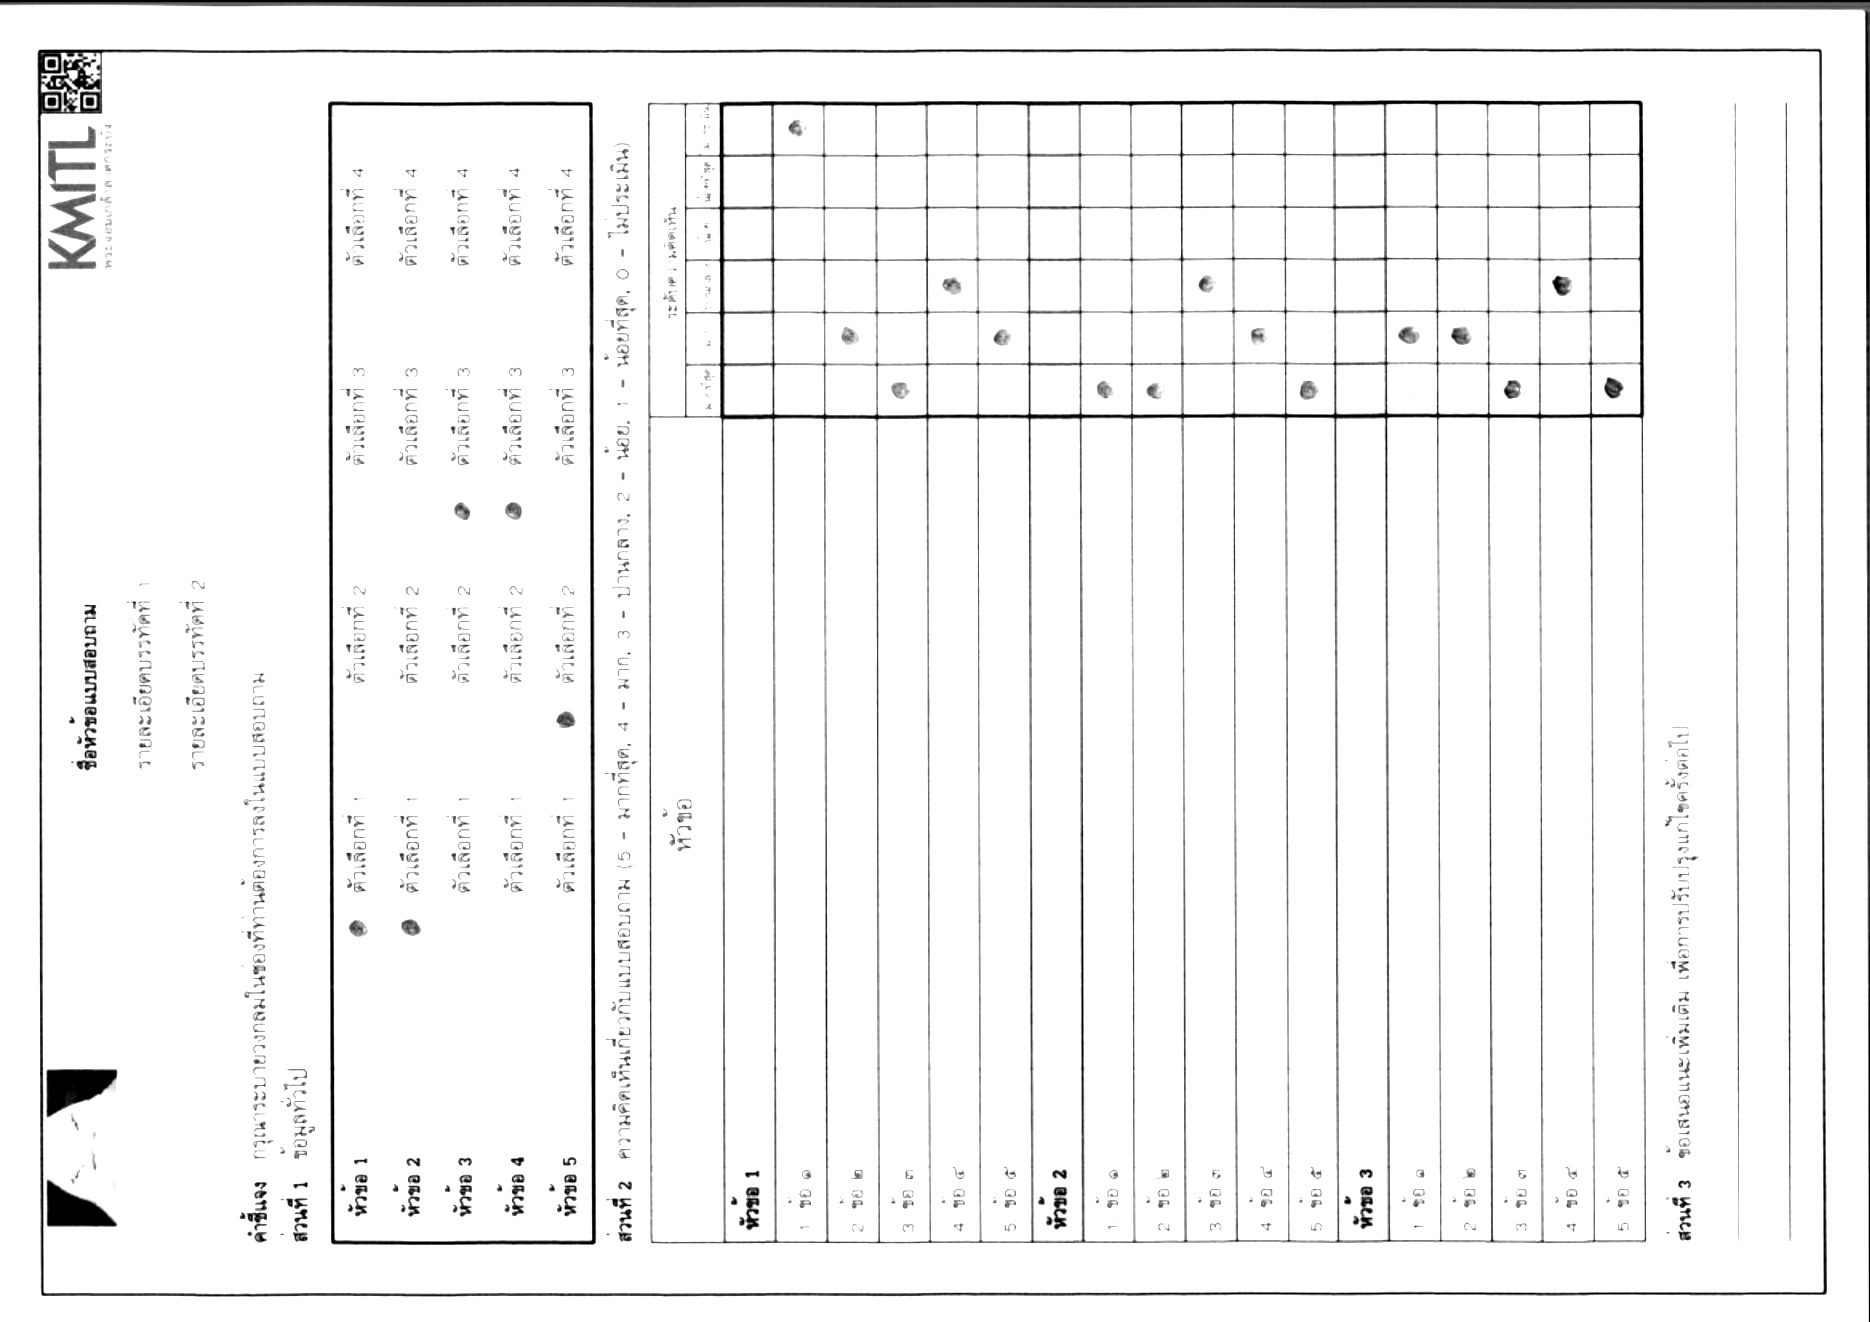 KMITL
ชื่อหัวข้อแบบสอบถาม
รายละเอียดบรรทัดที่ 1
รายละเอียดบรรทัดที่ 2
คำชี้แจง กรุณาระบายวงกลมในช่องที่ท่านต้องการลงในแบบสอบถาม
ส่วนที่ 1 ข้อมูลทั่วไป
หัวข้อ 1 ตัวเลือกที่ 1 ตัวเลือกที่ 2 ตัวเลือกที่ 3 ตัวเลือกที่ 4
หัวข้อ 2 ตัวเลือกที่ 1 ตัวเลือกที่ 2 ตัวเลือกที่ 3 ตัวเลือกที่ 4
หัวข้อ 3 ตัวเลือกที่ 1 ตัวเลือกที่ 2 ตัวเลือกที่ 3 ตัวเลือกที่ 4
หัวข้อ 4 ตัวเลือกที่ 1 ตัวเลือกที่ 2 ตัวเลือกที่ 3 ตัวเลือกที่ 4
หัวข้อ 5 ตัวเลือกที่ 1 ตัวเลือกที่ 2 ตัวเลือกที่ 3 ตัวเลือกที่ 4
ส่วนที่ 2 ความคิดเห็นเกี่ยวกับแบบสอบถาม (5 - มากที่สุด, 4 - มาก, 3 - ปานกลาง, 2 - น้อย, 1 - น้อยที่สุด, 0 - ไม่ประเมิน)
หัวข้อ
หัวข้อ 1
1 ข้อ ๑
2 ข้อ ๒
3 ข้อ ๓
4 ข้อ ๔
5 ข้อ ๕
หัวข้อ 2
1 ข้อ ๑
2 ข้อ ๒
3 ข้อ ๓
4 ข้อ ๔
5 ข้อ ๕
หัวข้อ 3
1 ข้อ ๑
2 ข้อ ๒
3 ข้อ ๓
4 ข้อ ๔
5 ข้อ ๕
ส่วนที่ 3 ข้อเสนอแนะเพิ่มเติม เพื่อการปรับปรุงแก้ไขครั้งต่อไป